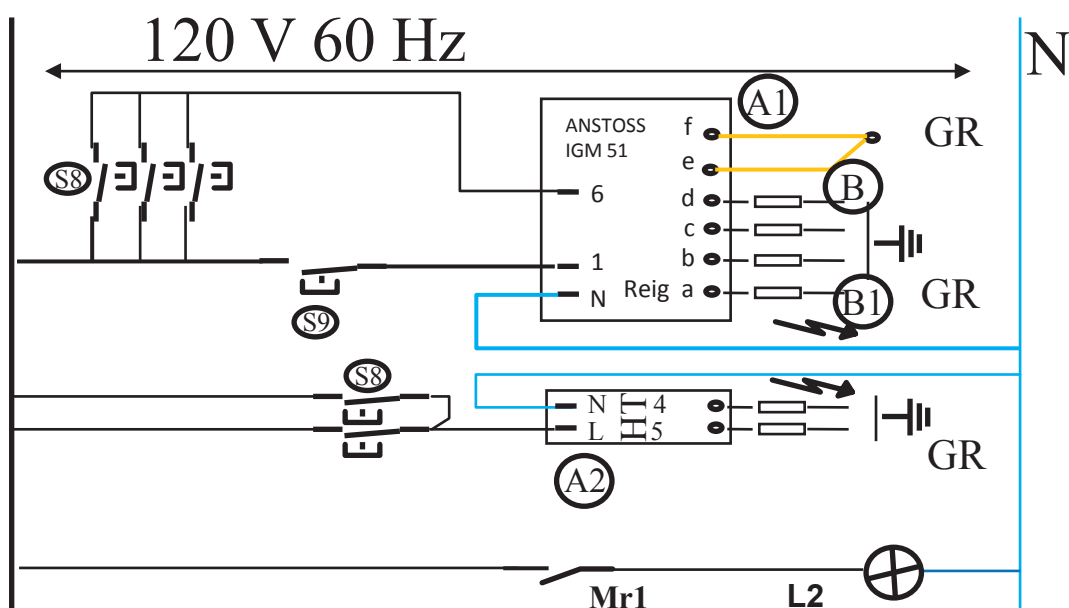 120 V 60 Hz
N
A1
ANSTOSS
IGM 51
f
GR
e
S8
B
6
d
c
1
b
N
Reig a
B1
GR
S9
S8
N
4
L
5
HT
GR
A2
Mr1
L2